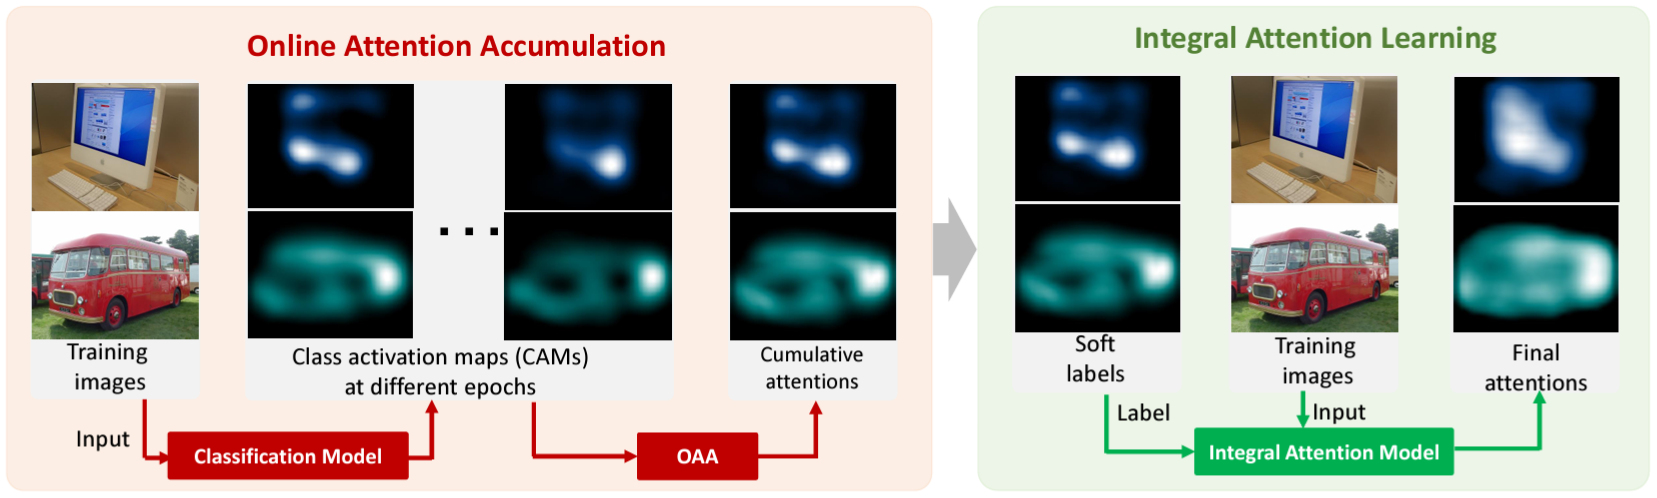 Online Attention Accumulation
Training
images
Class activation maps (CAMs)
at different epochs
Cumulative
attentions
Input
Classification Model
OAA
Integral Attention Learning
Soft
labels
Training
images
Final
attentions
Label
Input
Integral Attention Model